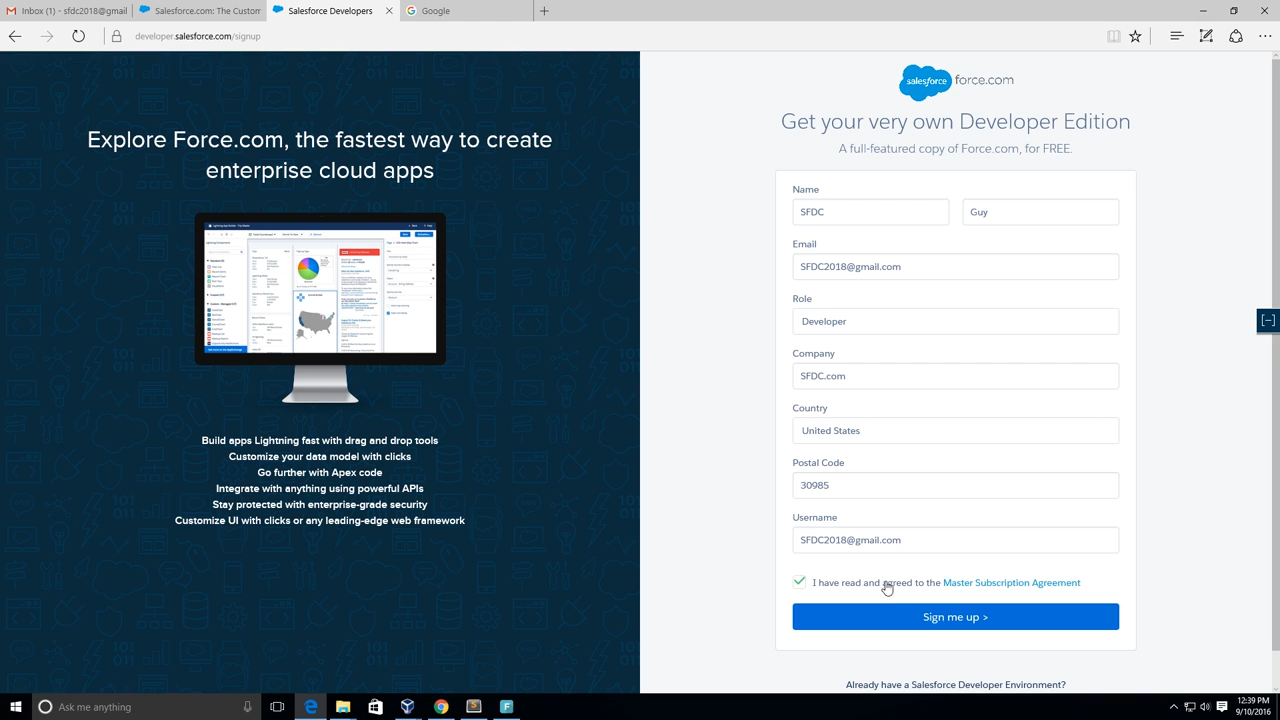 Inbox (1) - sfdc2018@gmail
Salesforce.com: The Custom
Salesforce Developers
Google
developer.salesforce.com/signup
Explore Force.com, the fastest way to create
enterprise cloud apps
Build apps Lightning fast with drag and drop tools
Customize your data model with clicks
Go further with Apex code
Integrate with anything using powerful APIs
Stay protected with enterprise-grade security
Customize UI with clicks or any leading-edge web framework
salesforce force.com
Get your very own Developer Edition
A full-featured copy of Force.com, for FREE.
Name
SFDC Guy
Email
SFDC2018@gmail.com
Job
Developer
Company
SFDC.com
Country
United States
Postal Code
30985
Username
SFDC2018@gmail.com
I have read and agreed to the Master Subscription Agreement
Sign me up >
Already have a Salesforce Developer Environment?
[-]
Ask me anything
12:39 PM
9/10/2016